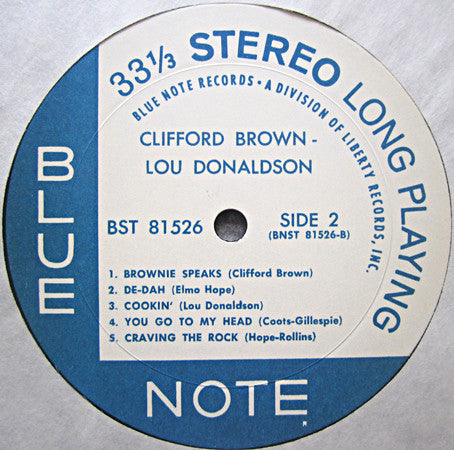 33⅓ STEREO LONG PLAYING
BLUE NOTE RECORDS • A DIVISION OF LIBERTY RECORDS, INC.
CLIFFORD BROWN -
LOU DONALDSON
BST 81526
SIDE 2
(BNST 81526-B)
1. BROWNIE SPEAKS (Clifford Brown)
2. DE-DAH (Elmo Hope)
3. COOKIN' (Lou Donaldson)
4. YOU GO TO MY HEAD (Coots-Gillespie)
5. CRAVING THE ROCK (Hope-Rollins)
BLUE
NOTE